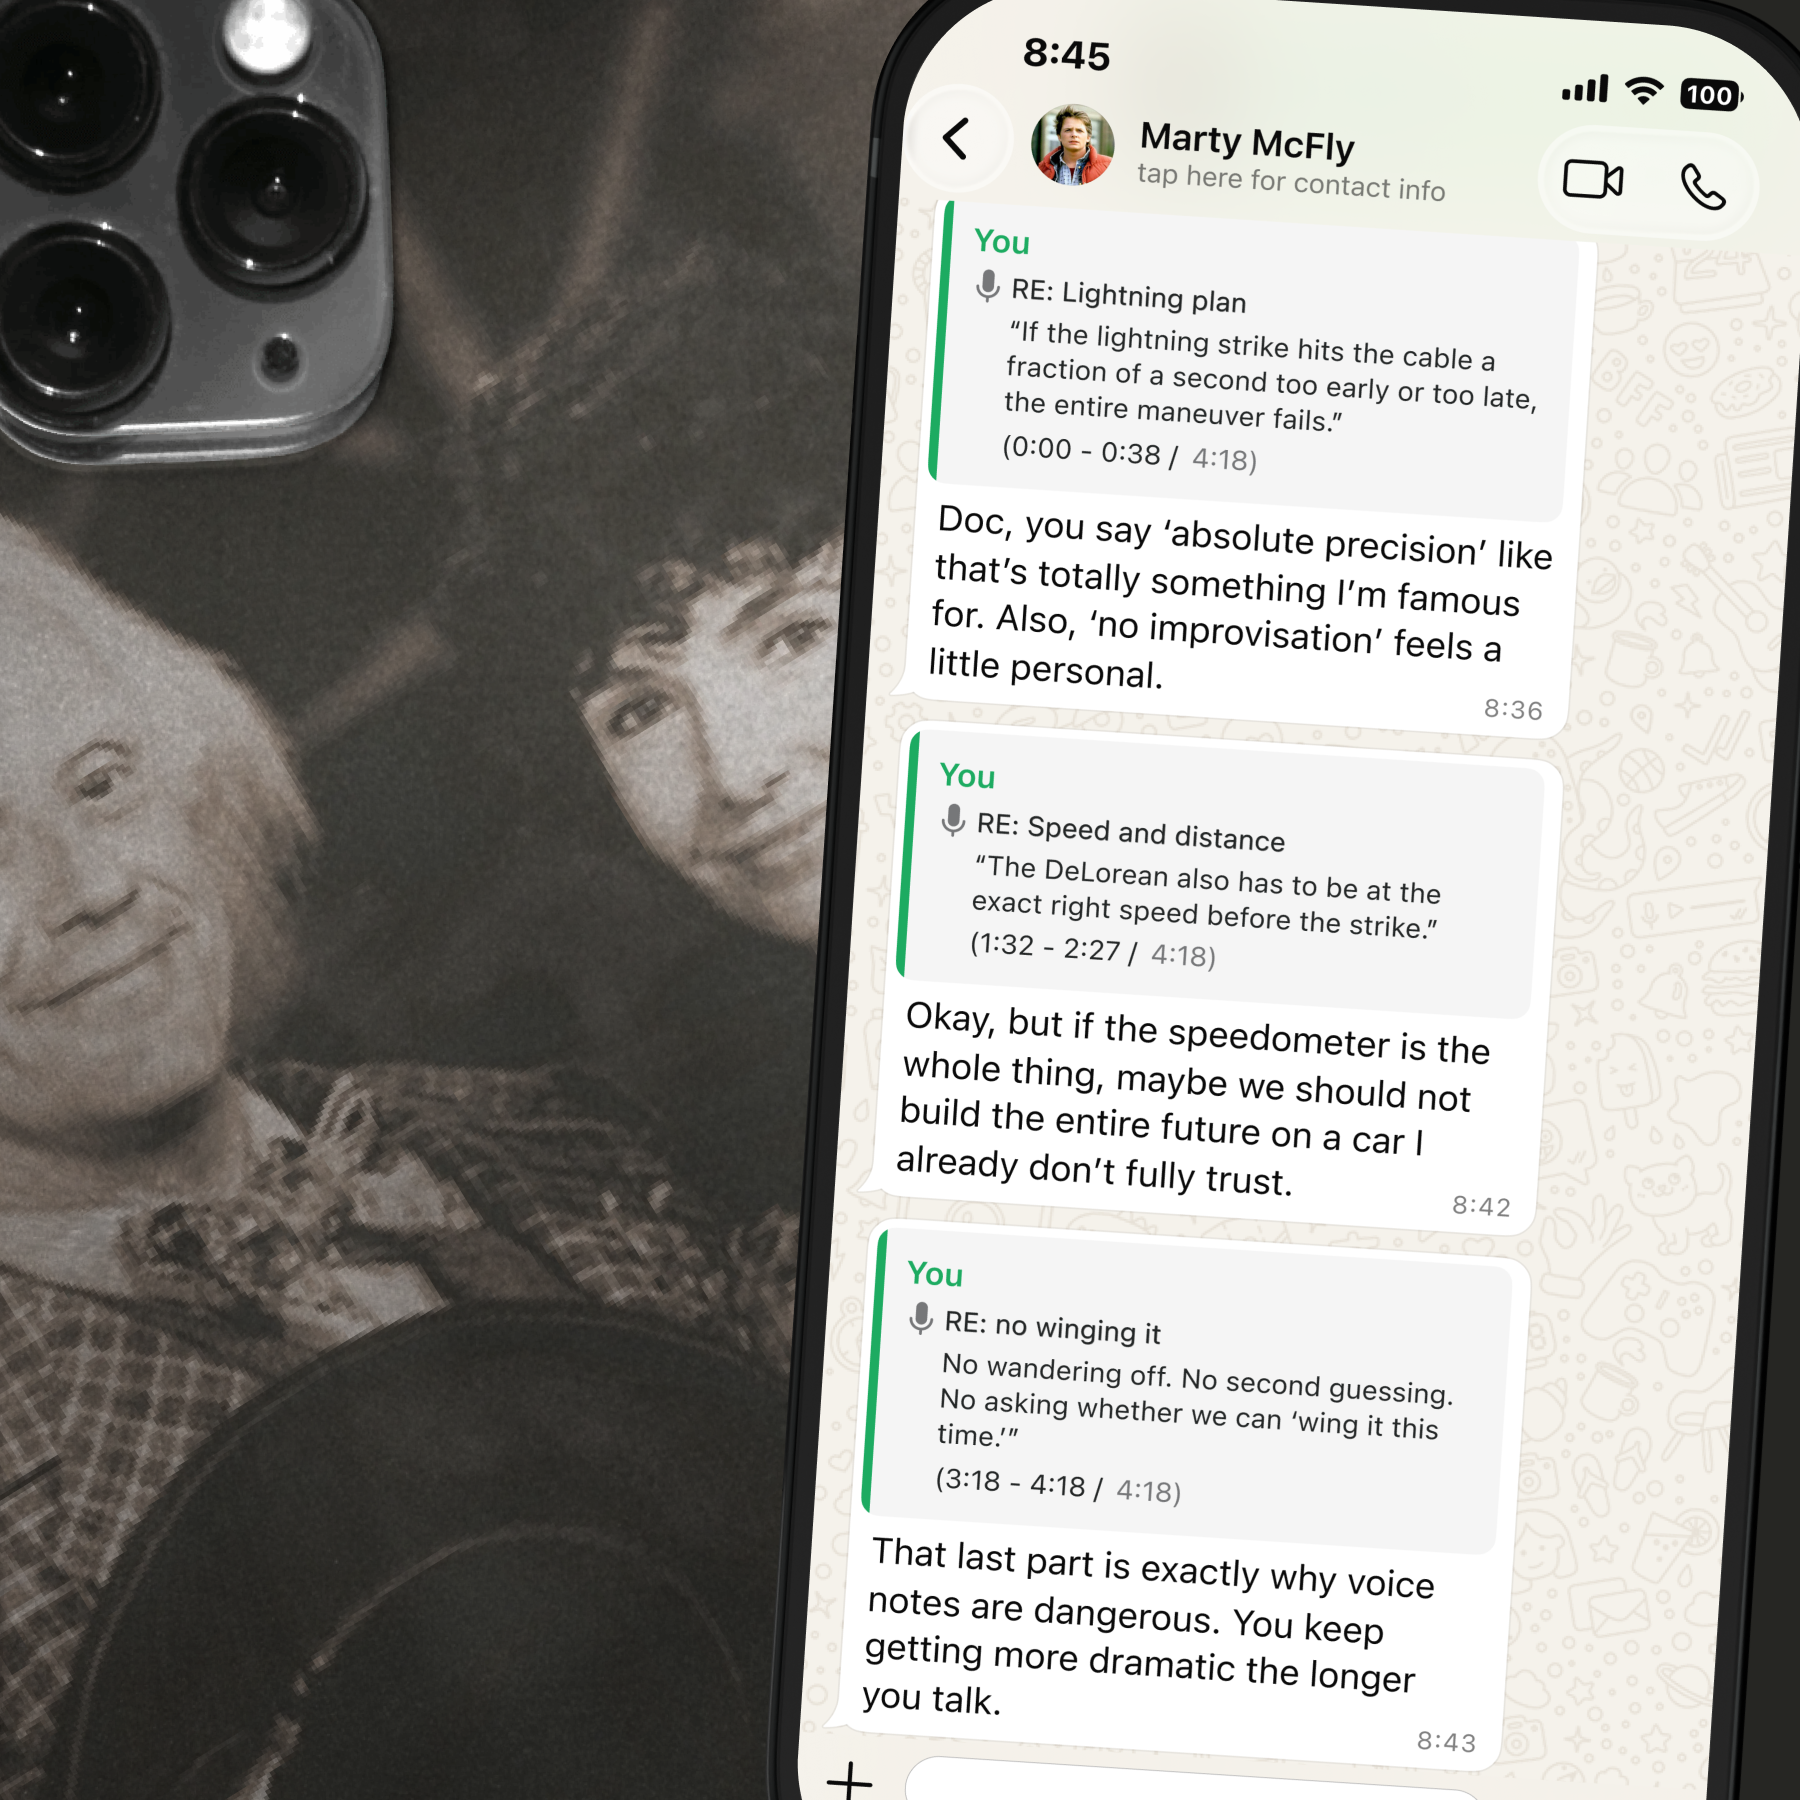 8:45
100
Marty McFly
tap here for contact info
You
RE: Lightning plan
“If the lightning strike hits the cable a
fraction of a second too early or too late,
the entire maneuver fails.”
(0:00 - 0:38 / 4:18)
Doc, you say ‘absolute precision’ like
that’s totally something I’m famous
for. Also, ‘no improvisation’ feels a
little personal.
8:36
You
RE: Speed and distance
“The DeLorean also has to be at the
exact right speed before the strike.”
(1:32 - 2:27 / 4:18)
Okay, but if the speedometer is the
whole thing, maybe we should not
build the entire future on a car I
already don’t fully trust.
8:42
You
RE: no winging it
No wandering off. No second guessing.
No asking whether we can ‘wing it this
time.’”
(3:18 - 4:18 / 4:18)
That last part is exactly why voice
notes are dangerous. You keep
getting more dramatic the longer
you talk.
8:43